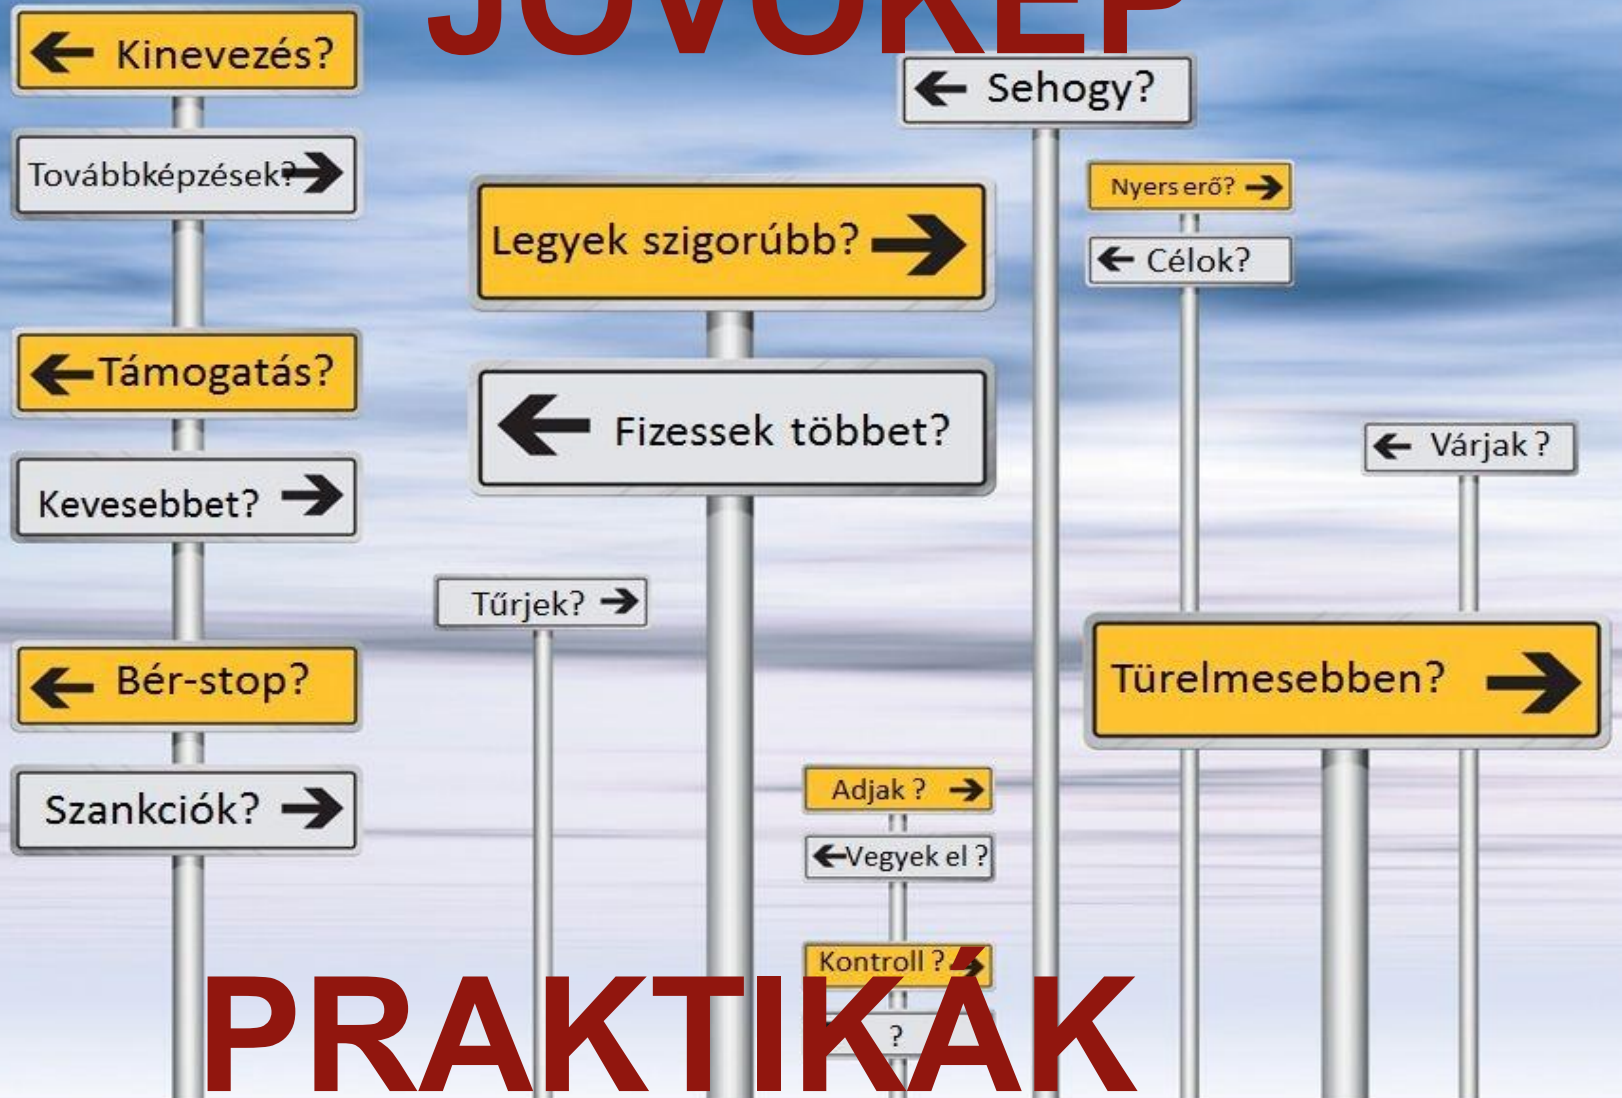 JÖVŐKÉP
Kinevezés?
Továbbképzések?
Támogatás?
Kevesebbet?
Bér-stop?
Szankciók?
Legyek szigorúbb?
Fizessek többet?
Tűrjek?
Sehogy?
Nyers erő?
Célok?
Várjak ?
Türelmesebben?
Adjak ?
Vegyek el ?
Kontroll ?
?
PRAKTIKÁK